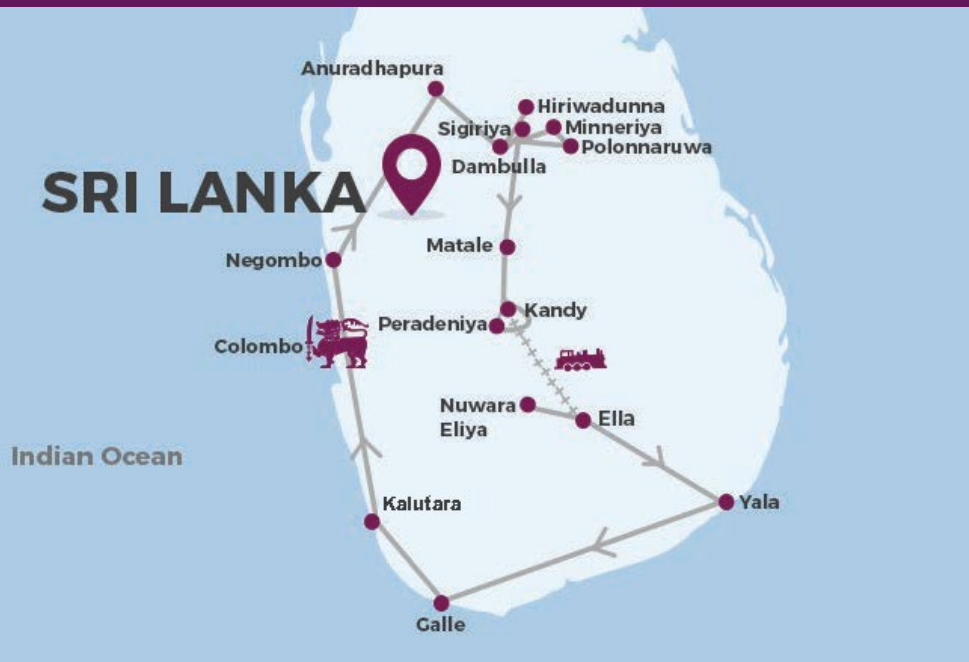 Anuradhapura
Hiriwadunna
Sigiriya
Minneriya
Polonnaruwa
Dambulla
SRI LANKA
Matale
Negombo
Kandy
Peradeniya
Colombo
Nuwara
Eliya
Ella
Indian Ocean
Kalutara
Yala
Galle